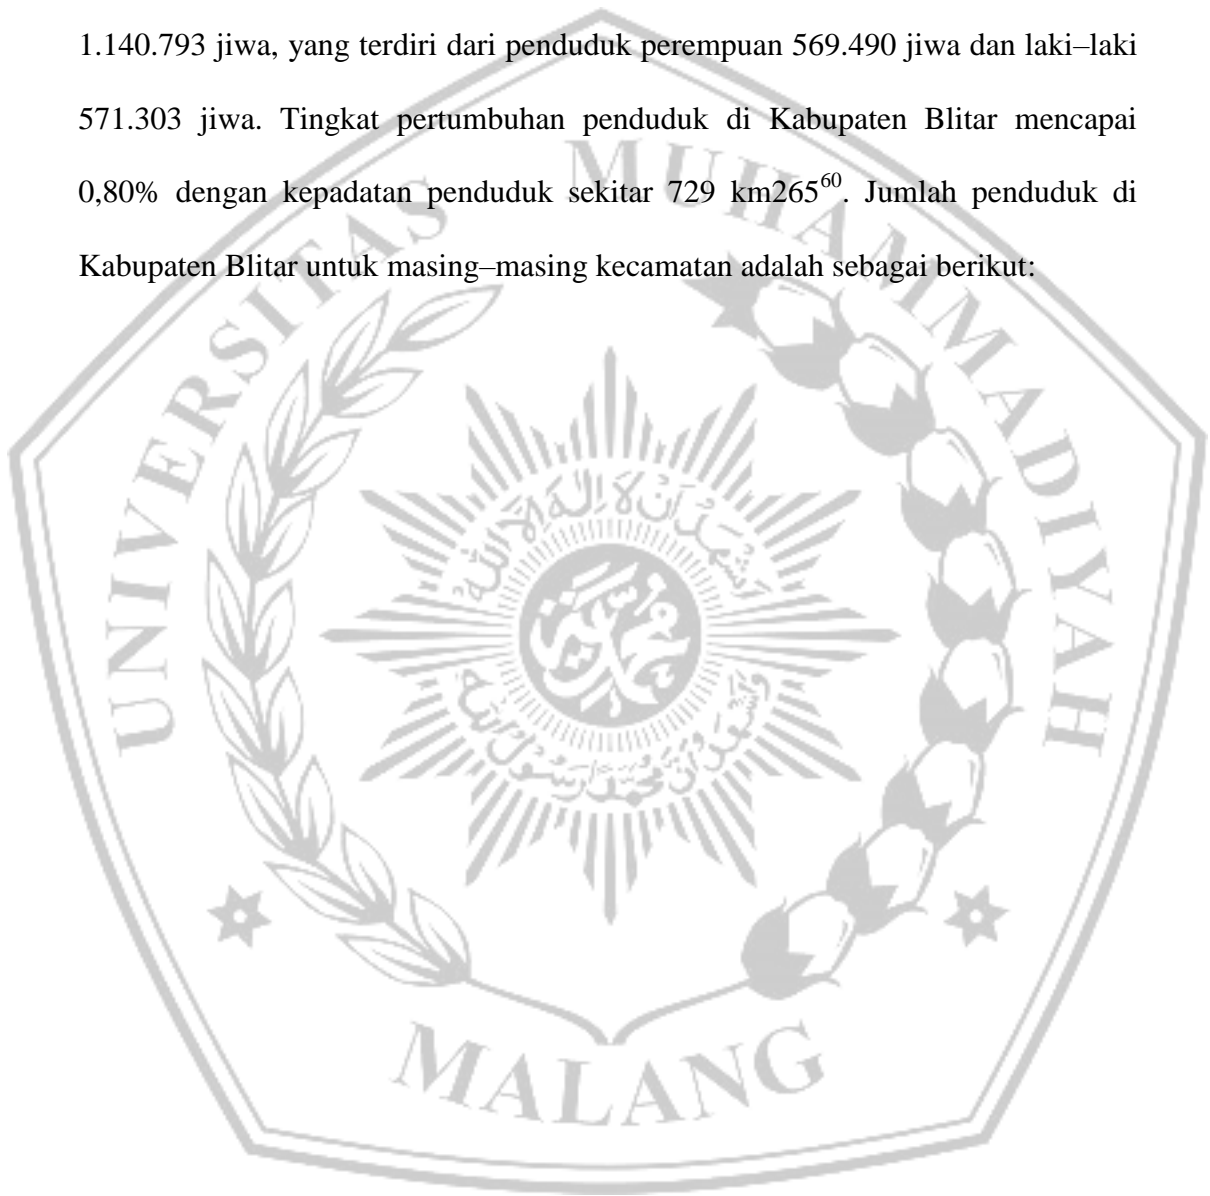 1.140.793 jiwa, yang terdiri dari penduduk perempuan 569.490 jiwa dan laki–laki
571.303 jiwa. Tingkat pertumbuhan penduduk di Kabupaten Blitar mencapai
0,80% dengan kepadatan penduduk sekitar 729 km265⁶⁰. Jumlah penduduk di
Kabupaten Blitar untuk masing–masing kecamatan adalah sebagai berikut:
UNIVERSITAS MUHAMMADIYAH
MALANG